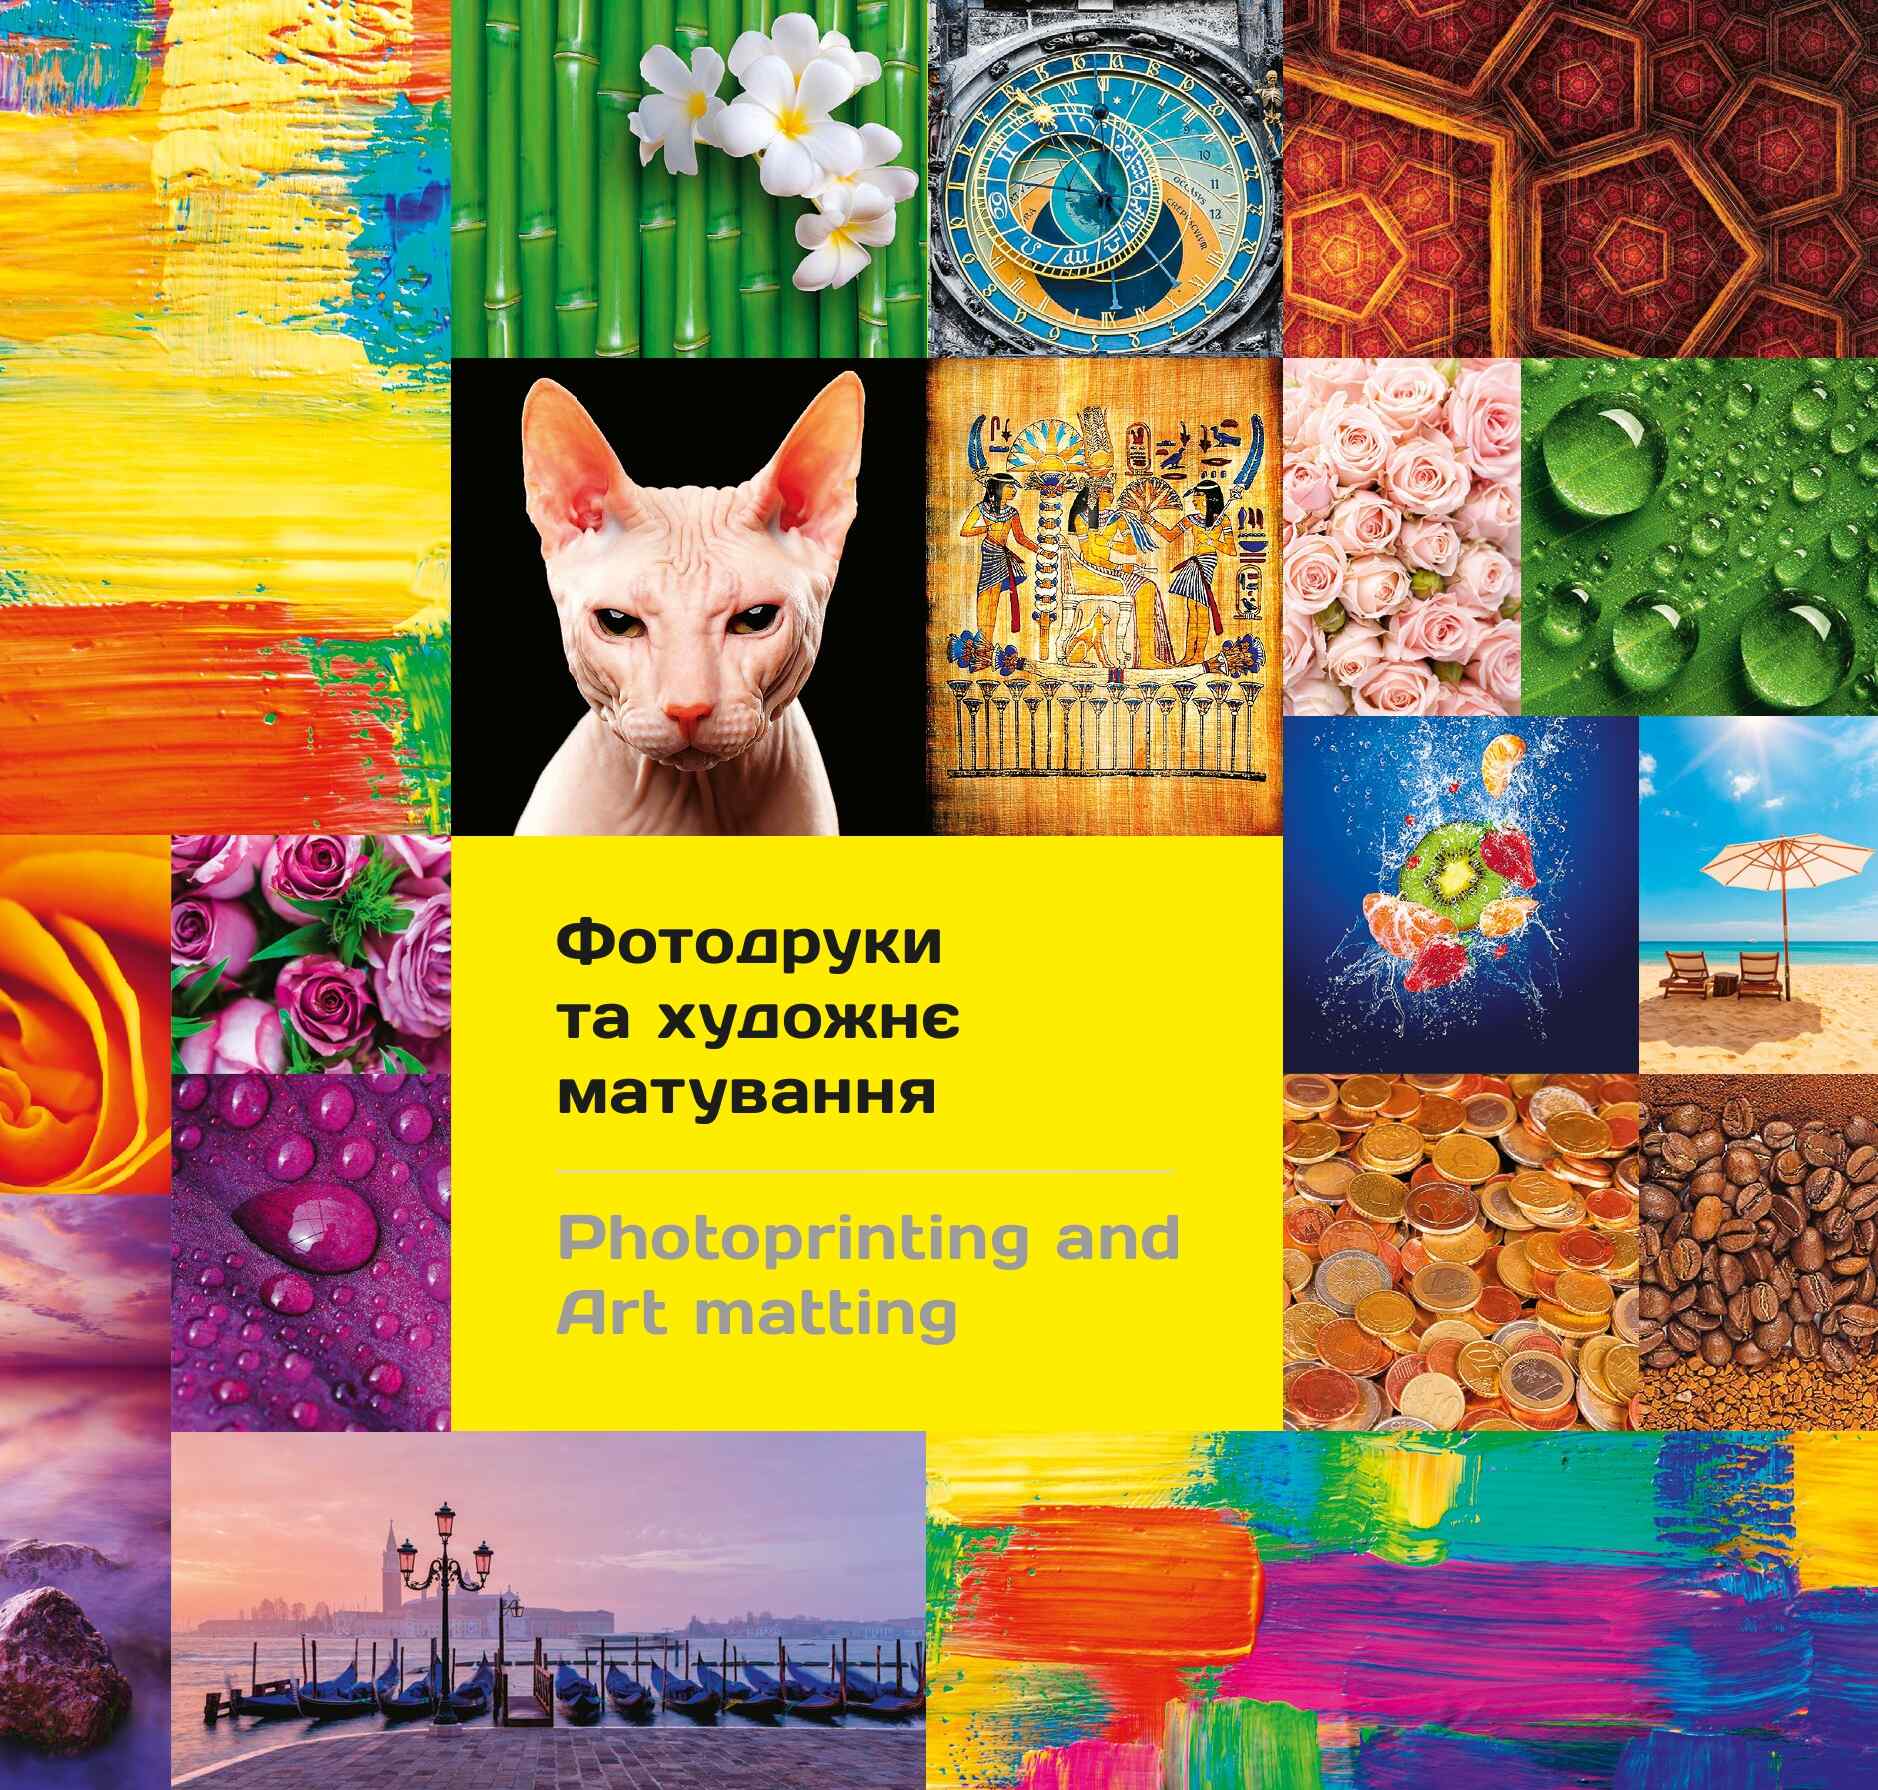 Фотодруки
та художнє
матування
Photoprinting and
Art matting